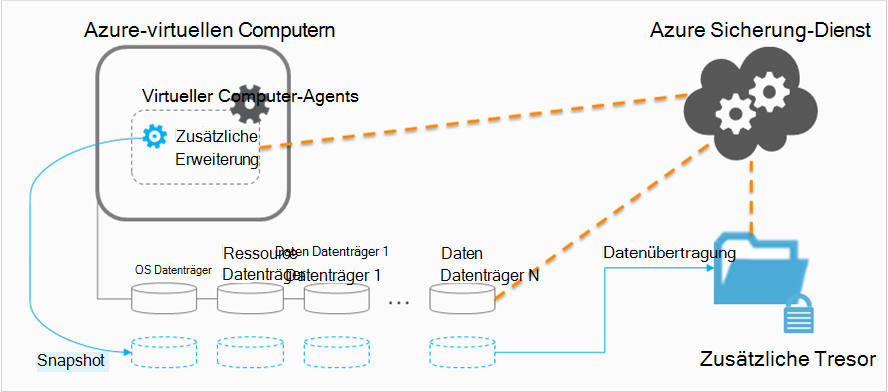 Azure-virtuellen Computern
Azure Sicherung-Dienst
Virtueller Computer-Agents
Zusätzliche
Erweiterung
OS Datenträger
Ressource
Datenträger
Daten Datenträger 1
Datenträger 1
Daten
Datenträger N
Datenübertragung
...
Snapshot
Zusätzliche Tresor